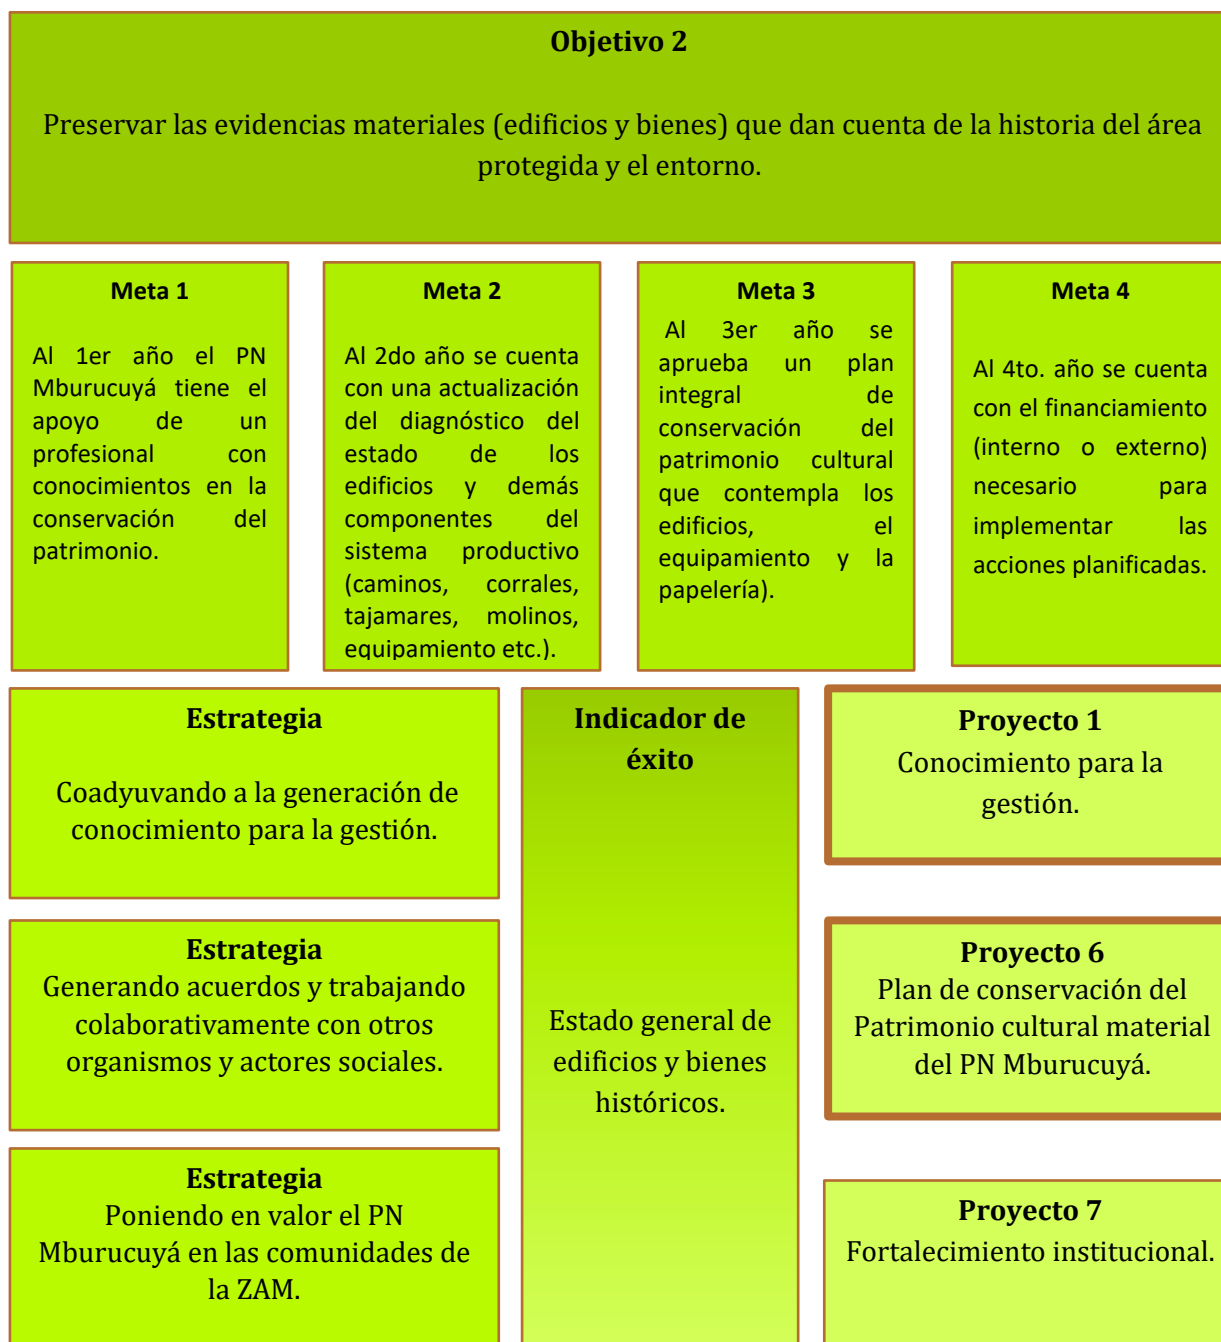 Objetivo 2
Preservar las evidencias materiales (edificios y bienes) que dan cuenta de la historia del área
protegida y el entorno.
Meta 1
Al 1er año el PN
Mburucuyá tiene el
apoyo de un
profesional con
conocimientos en la
conservación del
patrimonio.
Meta 2
Al 2do año se cuenta
con una actualización
del diagnóstico del
estado de los
edificios y demás
componentes del
sistema productivo
(caminos, corrales,
tajamares, molinos,
equipamiento etc.).
Meta 3
Al 3er año se
aprueba un plan
integral de
conservación del
patrimonio cultural
que contempla los
edificios, el
equipamiento y la
papelería).
Meta 4
Al 4to. año se cuenta
con el financiamiento
(interno o externo)
necesario para
implementar las
acciones planificadas.
Estrategia
Coadyuvando a la generación de
conocimiento para la gestión.
Estrategia
Generando acuerdos y trabajando
colaborativamente con otros
organismos y actores sociales.
Estrategia
Poniendo en valor el PN
Mburucuyá en las comunidades de
la ZAM.
Indicador de
éxito
Estado general de
edificios y bienes
históricos.
Proyecto 1
Conocimiento para la
gestión.
Proyecto 6
Plan de conservación del
Patrimonio cultural material
del PN Mburucuyá.
Proyecto 7
Fortalecimiento institucional.